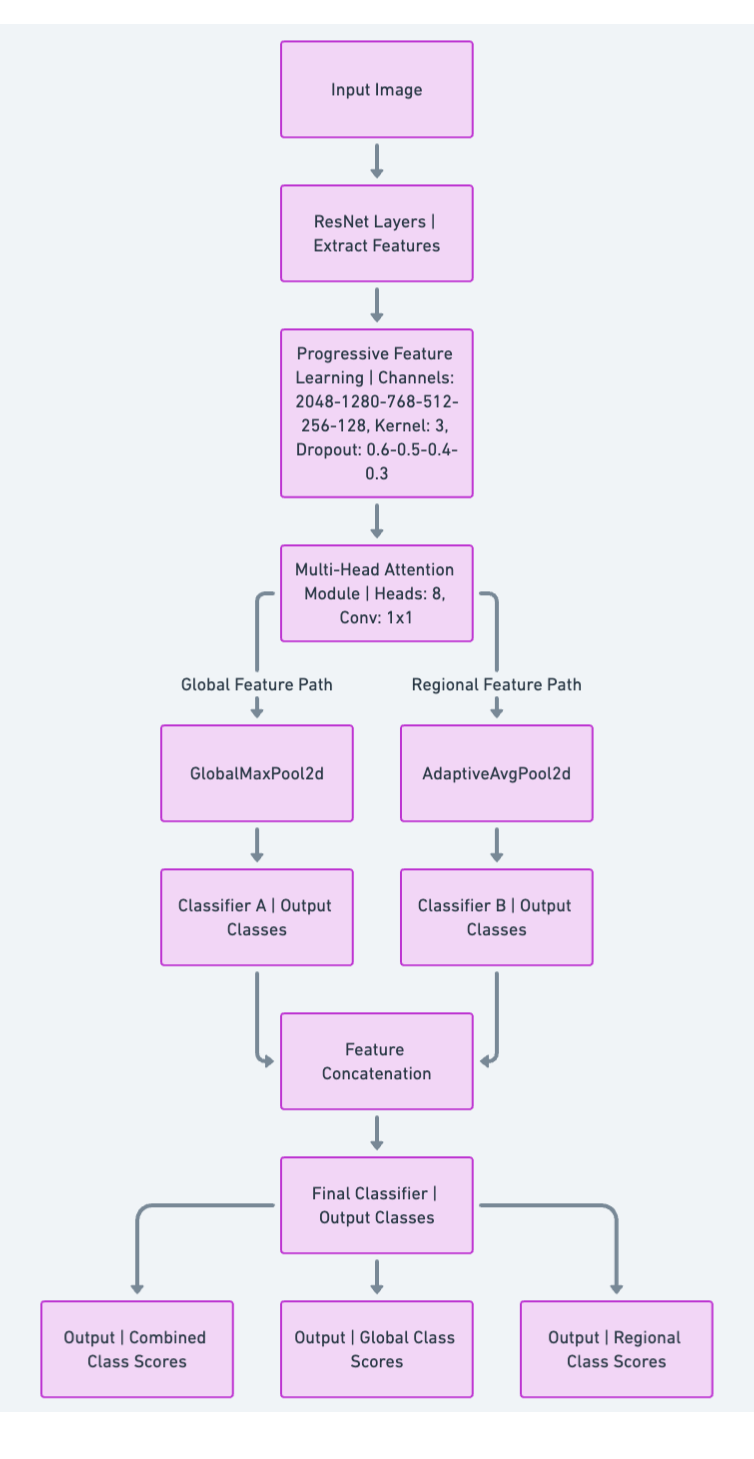 Input Image
ResNet Layers |
Extract Features
Progressive Feature
Learning | Channels:
2048-1280-768-512-
256-128, Kernel: 3,
Dropout: 0.6-0.5-0.4-
0.3
Multi-Head Attention
Module | Heads: 8,
Conv: 1x1
Global Feature Path
Regional Feature Path
GlobalMaxPool2d
AdaptiveAvgPool2d
Classifier A | Output
Classes
Classifier B | Output
Classes
Feature
Concatenation
Final Classifier |
Output Classes
Output | Combined
Class Scores
Output | Global Class
Scores
Output | Regional
Class Scores